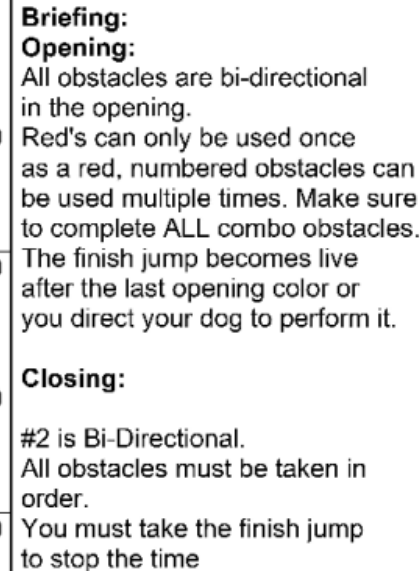 Briefing:
Opening:
All obstacles are bi-directional
in the opening.
Red's can only be used once
as a red, numbered obstacles can
be used multiple times. Make sure
to complete ALL combo obstacles.
The finish jump becomes live
after the last opening color or
you direct your dog to perform it.
Closing:
#2 is Bi-Directional.
All obstacles must be taken in
order.
You must take the finish jump
to stop the time